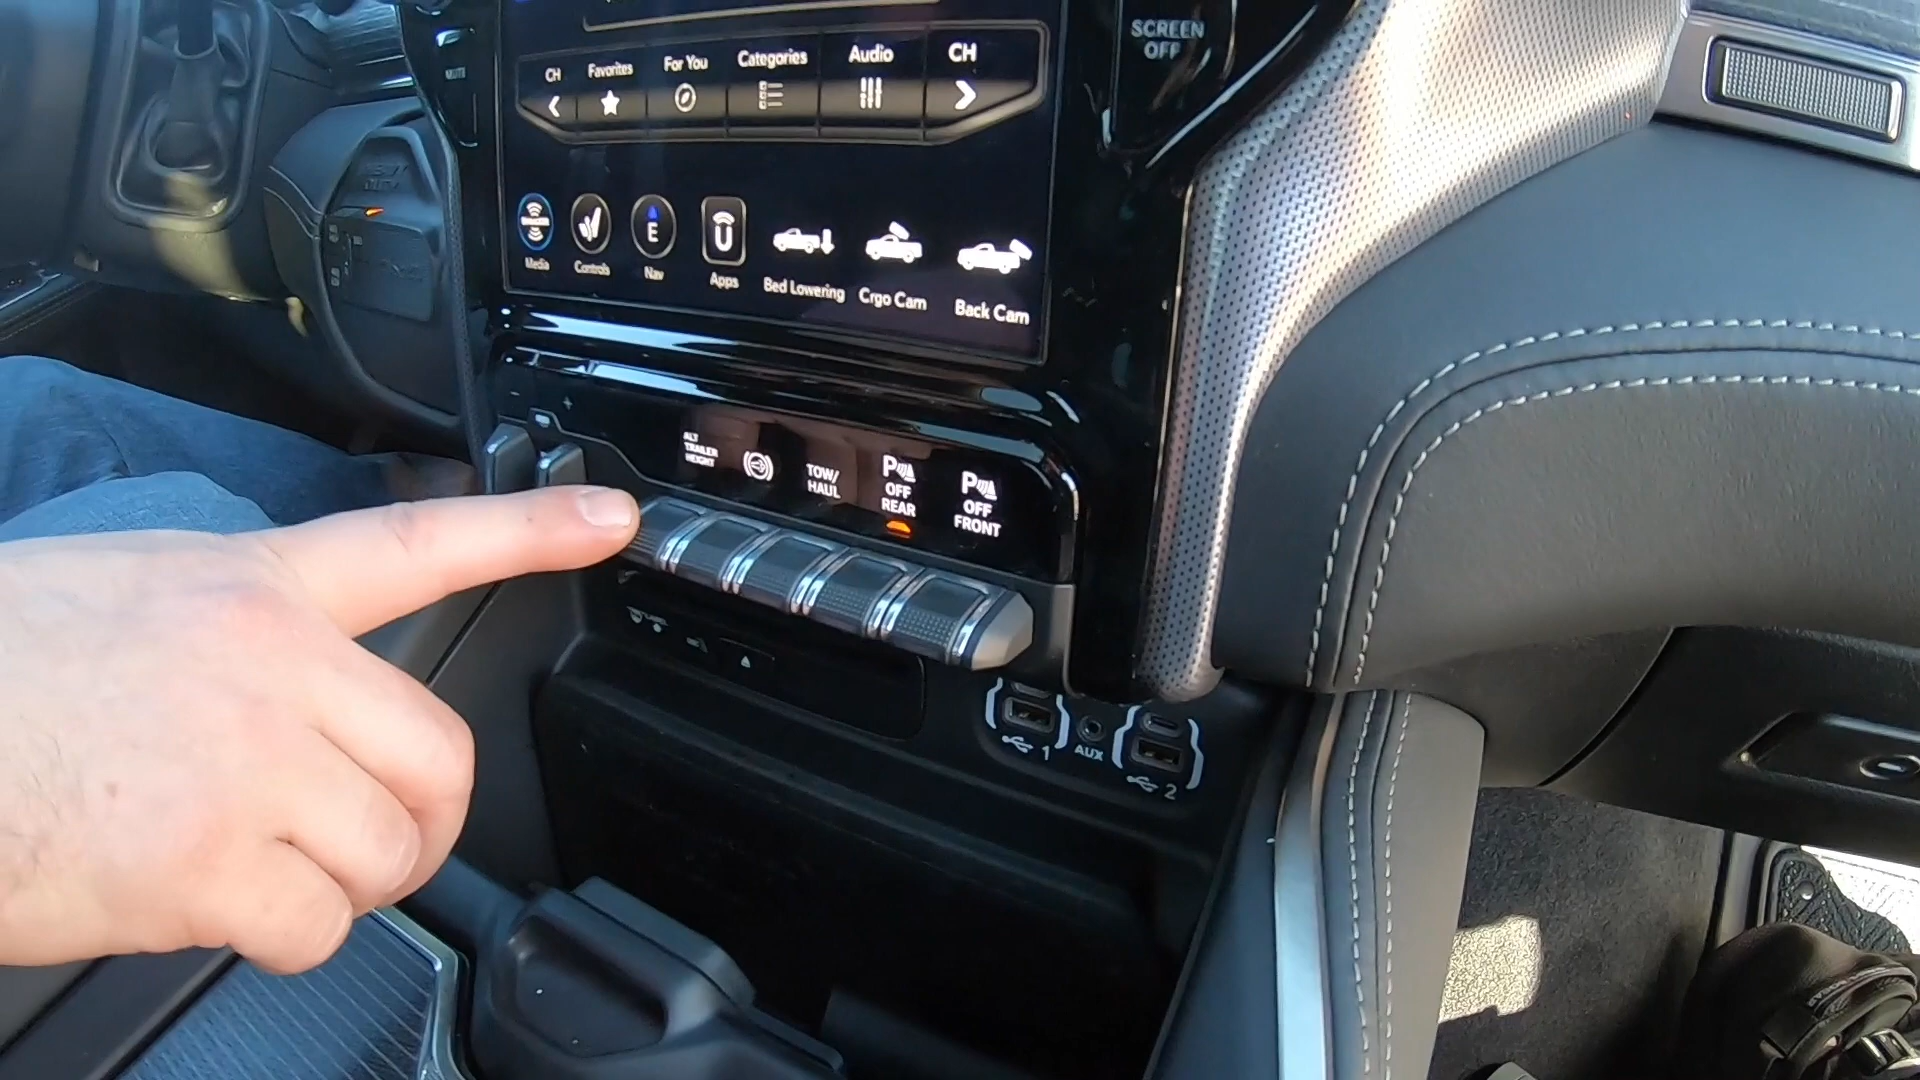 SCREEN
OFF
MUTE
CH
Favorites
For You
Categories
Audio
CH
Media
Controls
E
Nav
U
Apps
Bed Lowering
Crgo Cam
Back Cam
- +
ALT
TRAILER
HEIGHT
TOW/
HAUL
P
OFF
REAR
P
OFF
FRONT
1
AUX
2